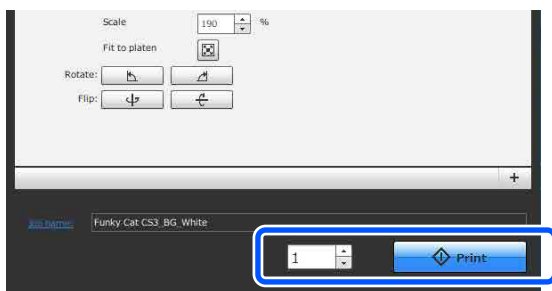 Scale 190 %
Fit to platen
Rotate:
Flip:
+
Job name: Funky Cat CS3_BG_White
1 Print